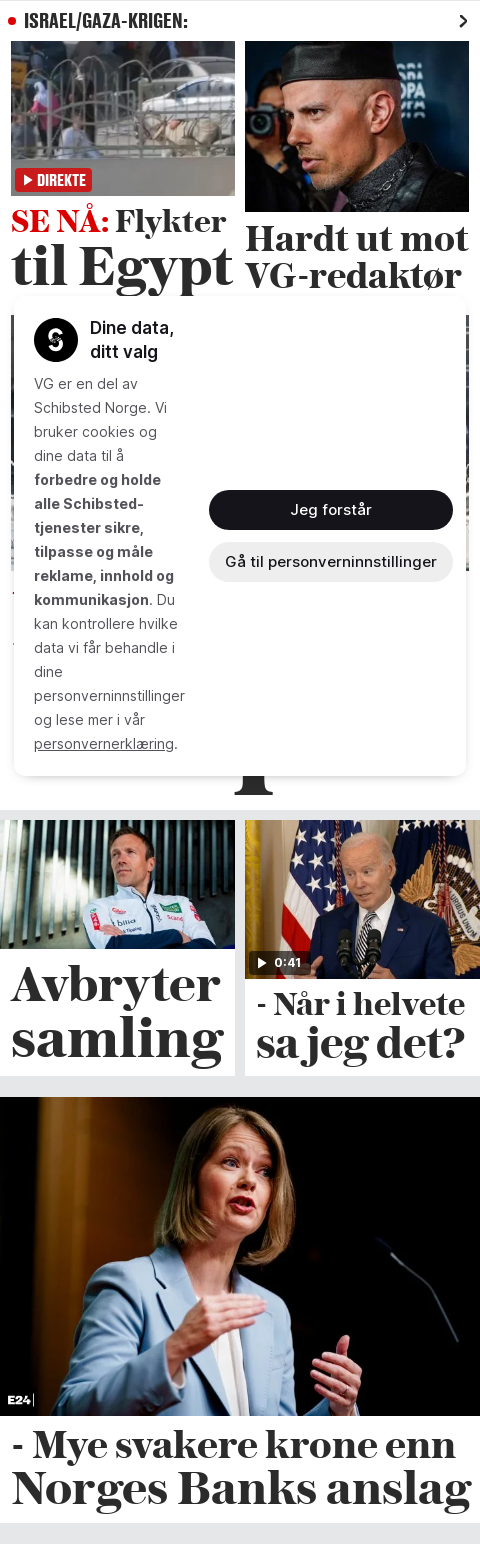 ISRAEL/GAZA-KRIGEN:
DIREKTE
SE NÅ: Flykter
til Egypt
Hardt ut mot
VG-redaktør
Dine data,
ditt valg
VG er en del av
Schibsted Norge. Vi
bruker cookies og
dine data til å
forbedre og holde
alle Schibsted-
tjenester sikre,
tilpasse og måle
reklame, innhold og
kommunikasjon. Du
kan kontrollere hvilke
data vi får behandle i
dine
personverninnstillinger
og lese mer i vår
personvernerklæring.
Jeg forstår
Gå til personverninnstillinger
Avbryter
samling
0:41
- Når i helvete
sa jeg det?
E24
- Mye svakere krone enn
Norges Banks anslag